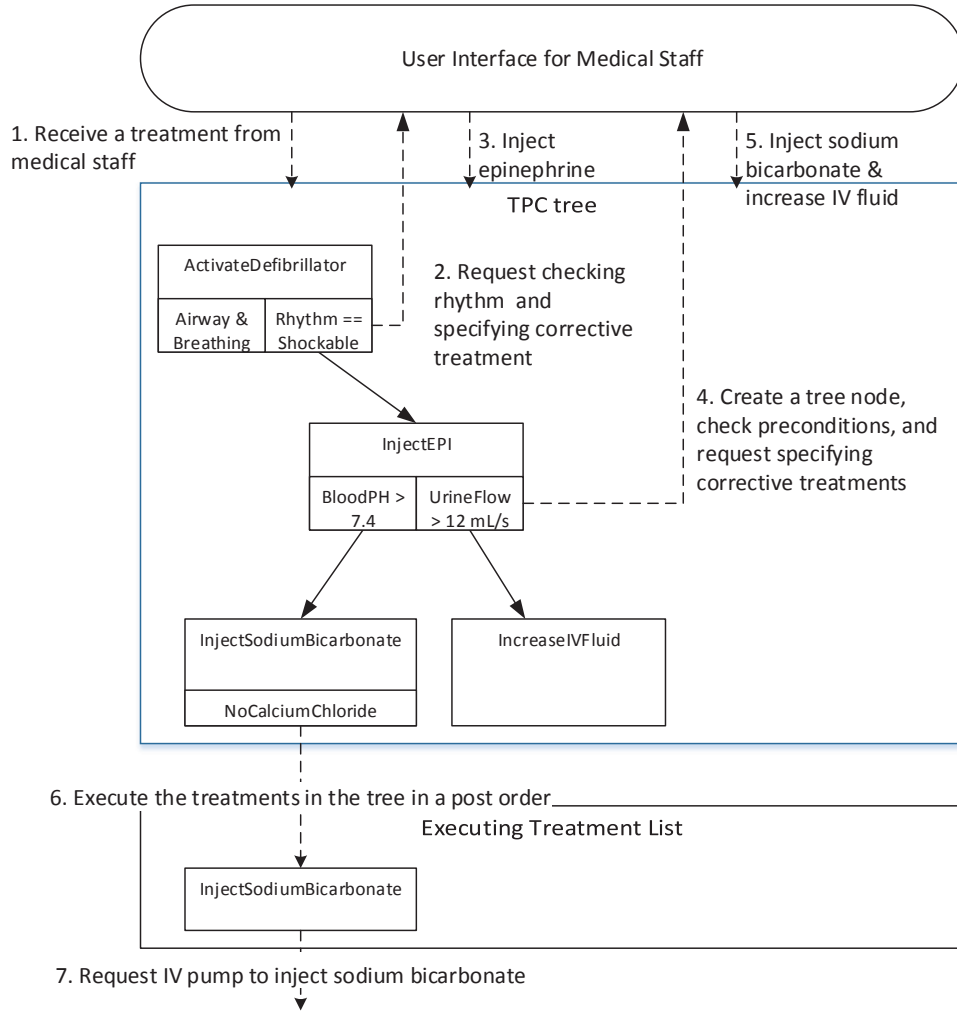 User Interface for Medical Staff
1. Receive a treatment from
medical staff
3. Inject
epinephrine
5. Inject sodium
bicarbonate &
increase IV fluid
TPC tree
ActivateDefibrillator
Airway &
Breathing
Rhythm ==
Shockable
2. Request checking
rhythm and
specifying corrective
treatment
4. Create a tree node,
check preconditions, and
request specifying
corrective treatments
InjectEPI
BloodPH >
7.4
UrineFlow
> 12 mL/s
InjectSodiumBicarbonate
NoCalciumChloride
IncreaseIVFluid
6. Execute the treatments in the tree in a post order
Executing Treatment List
InjectSodiumBicarbonate
7. Request IV pump to inject sodium bicarbonate